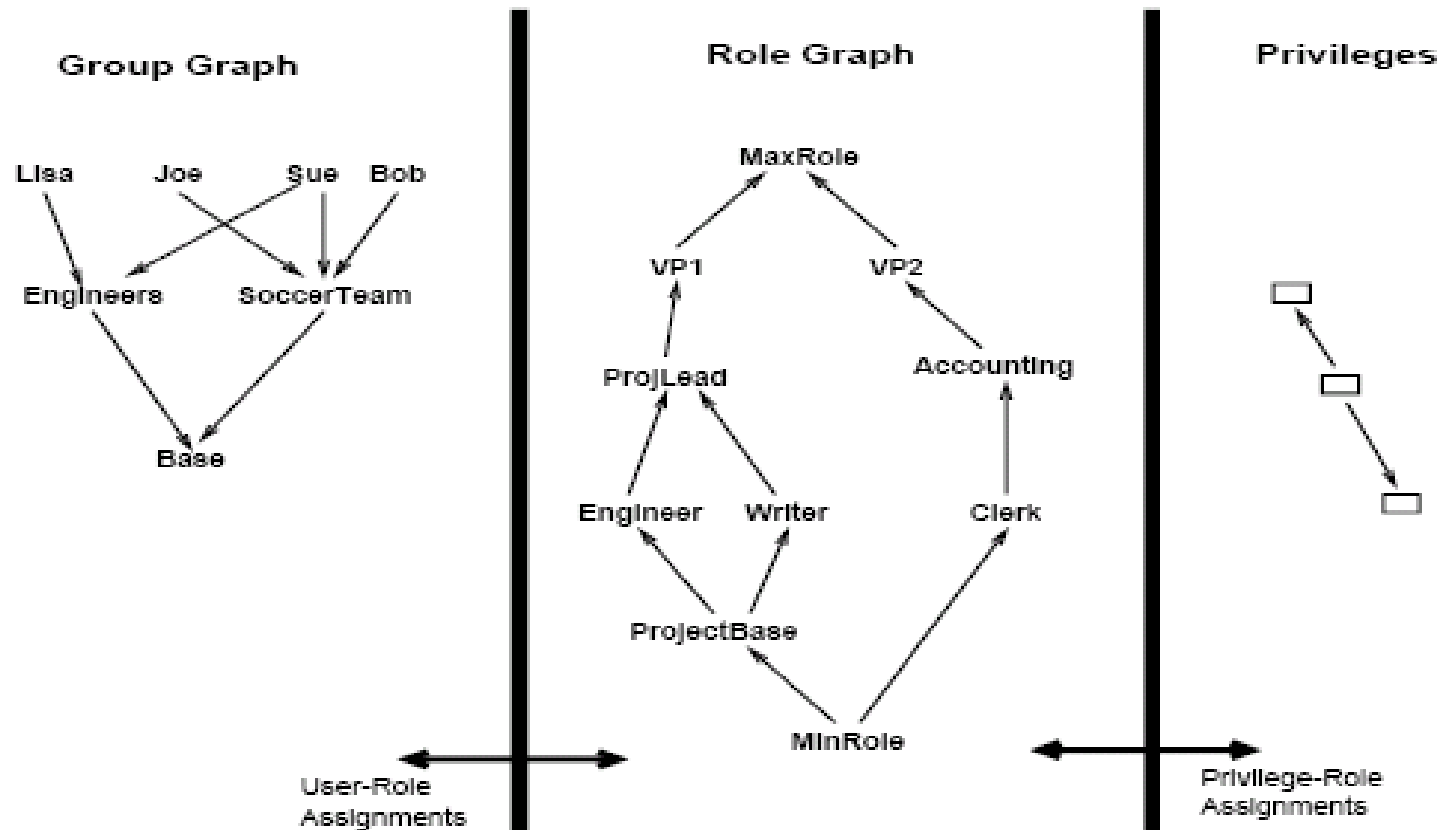 Group Graph
Role Graph
Privileges
Lisa
Joe
Sue
Bob
Engineers
SoccerTeam
Base
MaxRole
VP1
VP2
ProjLead
Accounting
Engineer
Writer
Clerk
ProjectBase
MinRole
User-Role
Assignments
Privilege-Role
Assignments